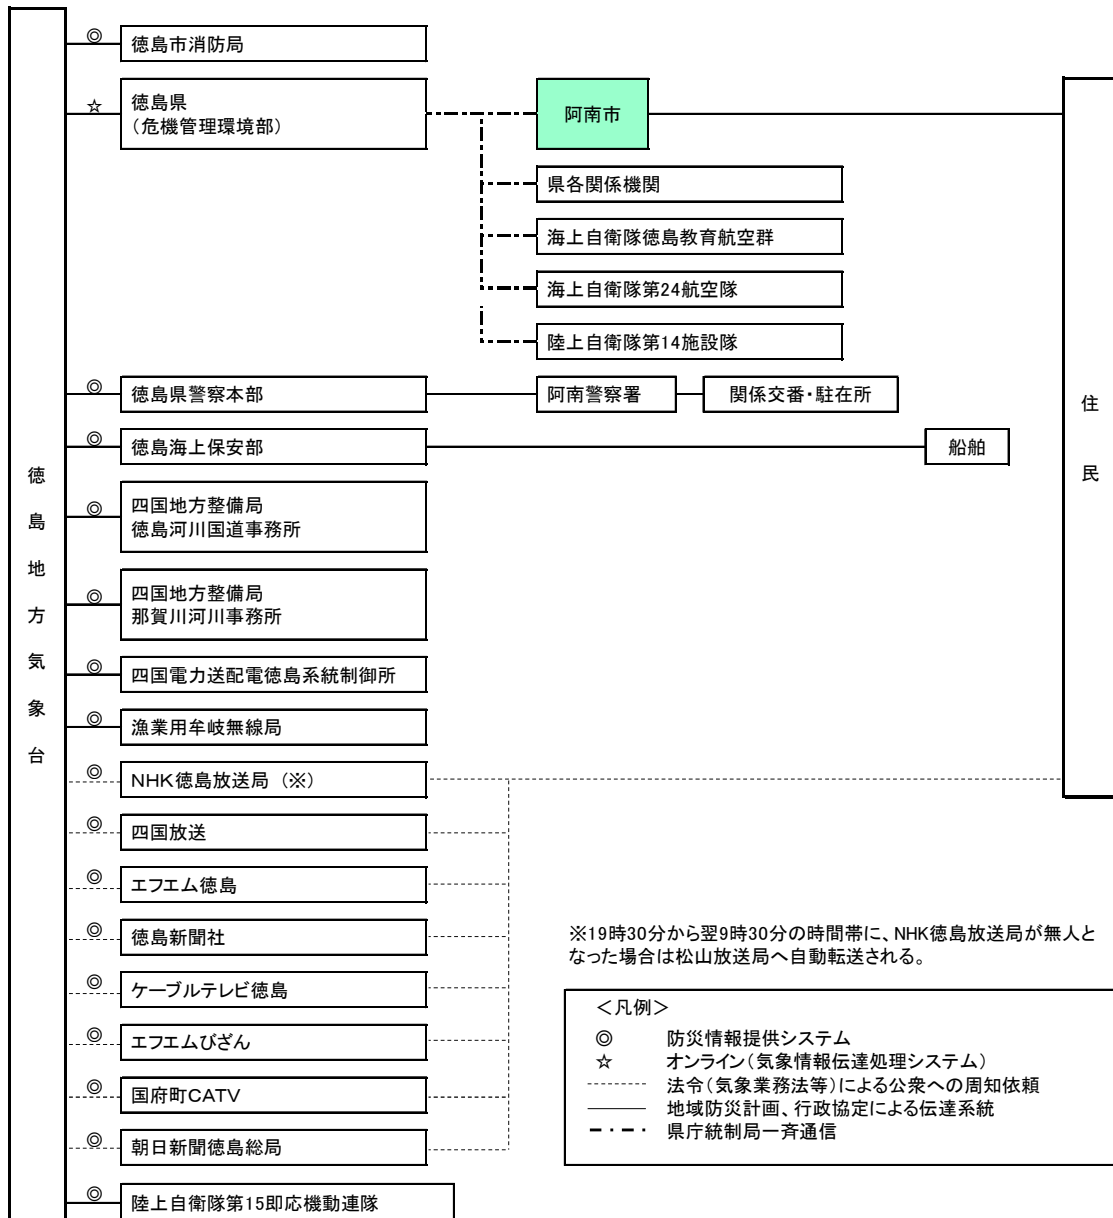 徳島地方気象台
◎
徳島市消防局
☆
徳島県
（危機管理環境部）
阿南市
県各関係機関
海上自衛隊徳島教育航空群
海上自衛隊第24航空隊
陸上自衛隊第14施設隊
◎
徳島県警察本部
阿南警察署
関係交番・駐在所
◎
徳島海上保安部
船舶
住民
◎
四国地方整備局
徳島河川国道事務所
◎
四国地方整備局
那賀川河川事務所
◎
四国電力送配電徳島系統制御所
◎
漁業用牟岐無線局
◎
NHK徳島放送局（※）
◎
四国放送
◎
エフエム徳島
◎
徳島新聞社
◎
ケーブルテレビ徳島
◎
エフエムびざん
◎
国府町CATV
◎
朝日新聞徳島総局
◎
陸上自衛隊第15即応機動連隊
※19時30分から翌9時30分の時間帯に、NHK徳島放送局が無人と
なった場合は松山放送局へ自動転送される。
＜凡例＞
◎ 防災情報提供システム
☆ オンライン（気象情報伝達処理システム）
法令（気象業務法等）による公衆への周知依頼
地域防災計画、行政協定による伝達系統
県庁統制局一斉通信